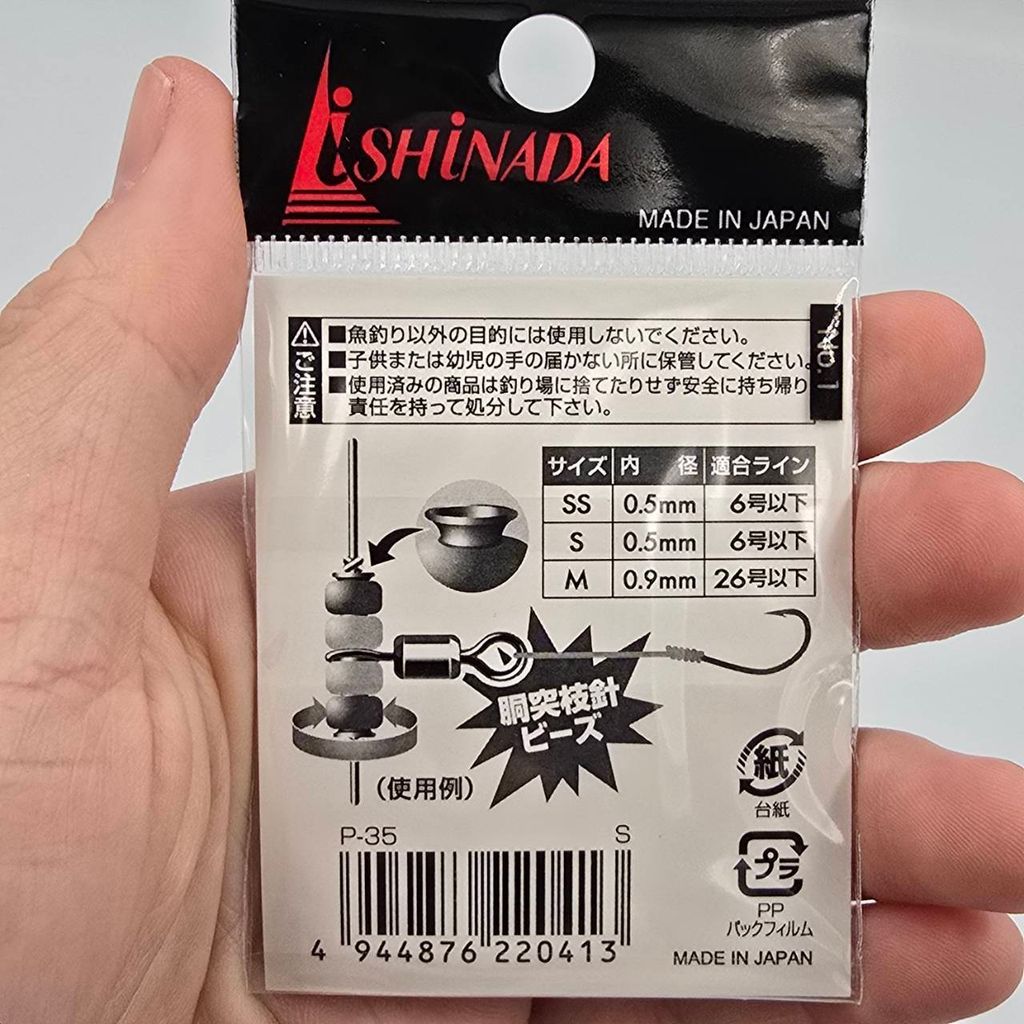 iSHiNADA
MADE IN JAPAN
No.1
ご注意
■魚釣り以外の目的には使用しないでください。
■子供または幼児の手の届かない所に保管してください。
■使用済みの商品は釣り場に捨てたりせず安全に持ち帰り
責任を持って処分して下さい。
サイズ 内 径 適合ライン
SS 0.5mm 6号以下
S 0.5mm 6号以下
M 0.9mm 26号以下
胴突枝針
ビーズ
(使用例)
紙
台紙
P-35 S
4 944876 220413
プラ
PP
パックフィルム
MADE IN JAPAN